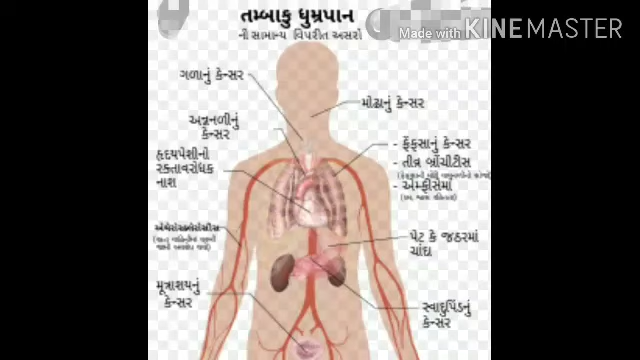 તમ્બાકુ ધુમ્રપાન
ની સામાન્ય વિપરીત અસરો
Made with KINEMASTER
ગળાનું કેન્સર
મોઢાનું કેન્સર
અન્નનળીનું
કેન્સર
- ફેફસાનું કેન્સર
- તીવ્ર બ્રોંચીટીસ
- એમ્ફીસેમાં
હૃદયપેશીનો
રક્તાવરોધક
નાશ
એથેરોસ્ક્લેરોસીસ
પેટ કે જઠરમાં
ચાંદા
મૂત્રાશયનું
કેન્સર
સ્વાદુપિંડનું
કેન્સર